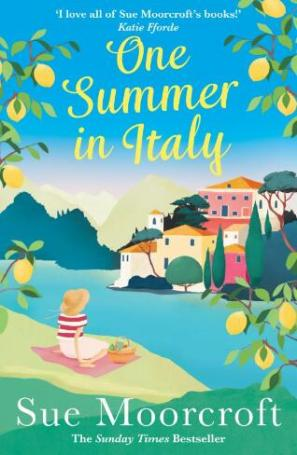 'I love all of Sue Moorcroft's books!'
Katie Fforde
One
Summer
in Italy
Sue Moorcroft
The Sunday Times Bestseller